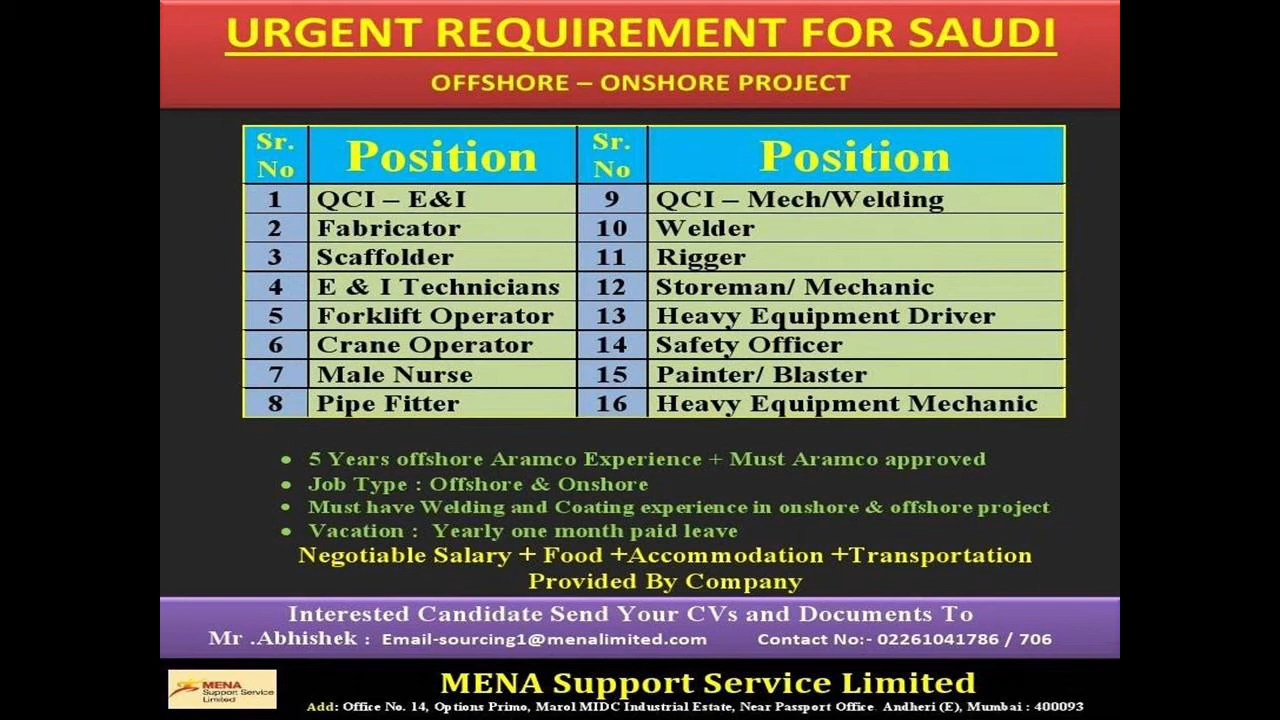 URGENT REQUIREMENT FOR SAUDI
OFFSHORE – ONSHORE PROJECT
Sr. No Position Sr. No Position
1 QCI – E&I 9 QCI – Mech/Welding
2 Fabricator 10 Welder
3 Scaffolder 11 Rigger
4 E & I Technicians 12 Storeman/ Mechanic
5 Forklift Operator 13 Heavy Equipment Driver
6 Crane Operator 14 Safety Officer
7 Male Nurse 15 Painter/ Blaster
8 Pipe Fitter 16 Heavy Equipment Mechanic
• 5 Years offshore Aramco Experience + Must Aramco approved
• Job Type : Offshore & Onshore
• Must have Welding and Coating experience in onshore & offshore project
• Vacation : Yearly one month paid leave
Negotiable Salary + Food +Accommodation +Transportation
Provided By Company
Interested Candidate Send Your CVs and Documents To
Mr .Abhishek : Email-sourcing1@menalimited.com Contact No:- 02261041786 / 706
MENA
Support Service
Limited
MENA Support Service Limited
Add: Office No. 14, Options Primo, Marol MIDC Industrial Estate, Near Passport Office Andheri (E), Mumbai : 400093